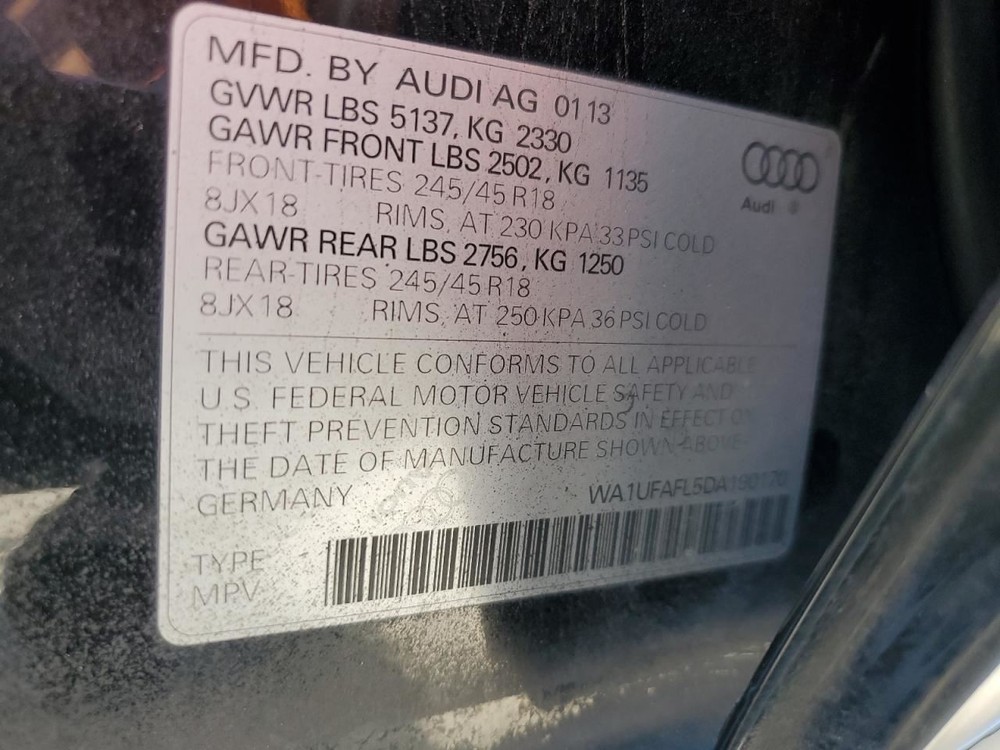 MFD. BY AUDI AG 01 13
GVWR LBS 5137, KG 2330
GAWR FRONT LBS 2502, KG 1135
FRONT-TIRES 245/45 R18
8JX18 RIMS, AT 230 KPA 33 PSI COLD
GAWR REAR LBS 2756, KG 1250
REAR-TIRES 245/45 R18
8JX18 RIMS, AT 250 KPA 36 PSI COLD
Audi
THIS VEHICLE CONFORMS TO ALL APPLICABLE
U.S. FEDERAL MOTOR VEHICLE SAFETY AND
THEFT PREVENTION STANDARDS IN EFFECT ON
THE DATE OF MANUFACTURE SHOWN ABOVE
GERMANY
TYPE
MPV